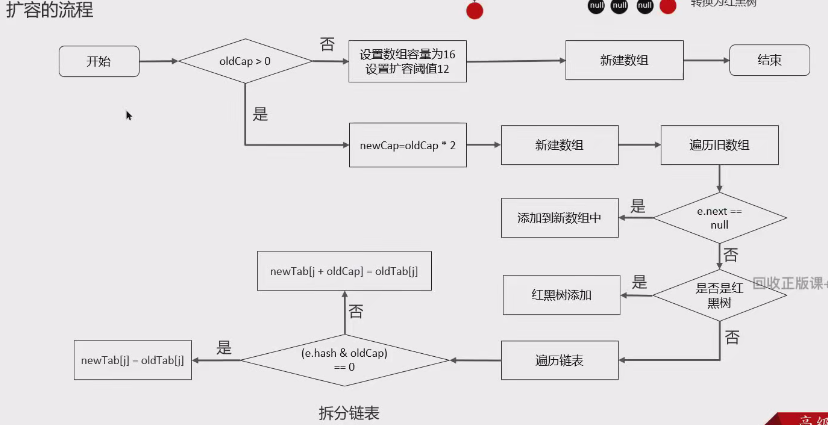 扩容的流程
null null null
转换为红黑树
开始
oldCap > 0
否
设置数组容量为16
设置扩容阈值12
新建数组
结束
是
newCap=oldCap * 2
新建数组
遍历旧数组
e.next ==
null
是
添加到新数组中
否
是否是红
黑树
回收正版课+
是
红黑树添加
否
遍历链表
(e.hash & oldCap)
== 0
否
newTab[j + oldCap] – oldTab[j]
是
newTab[j] – oldTab[j]
拆分链表
高级